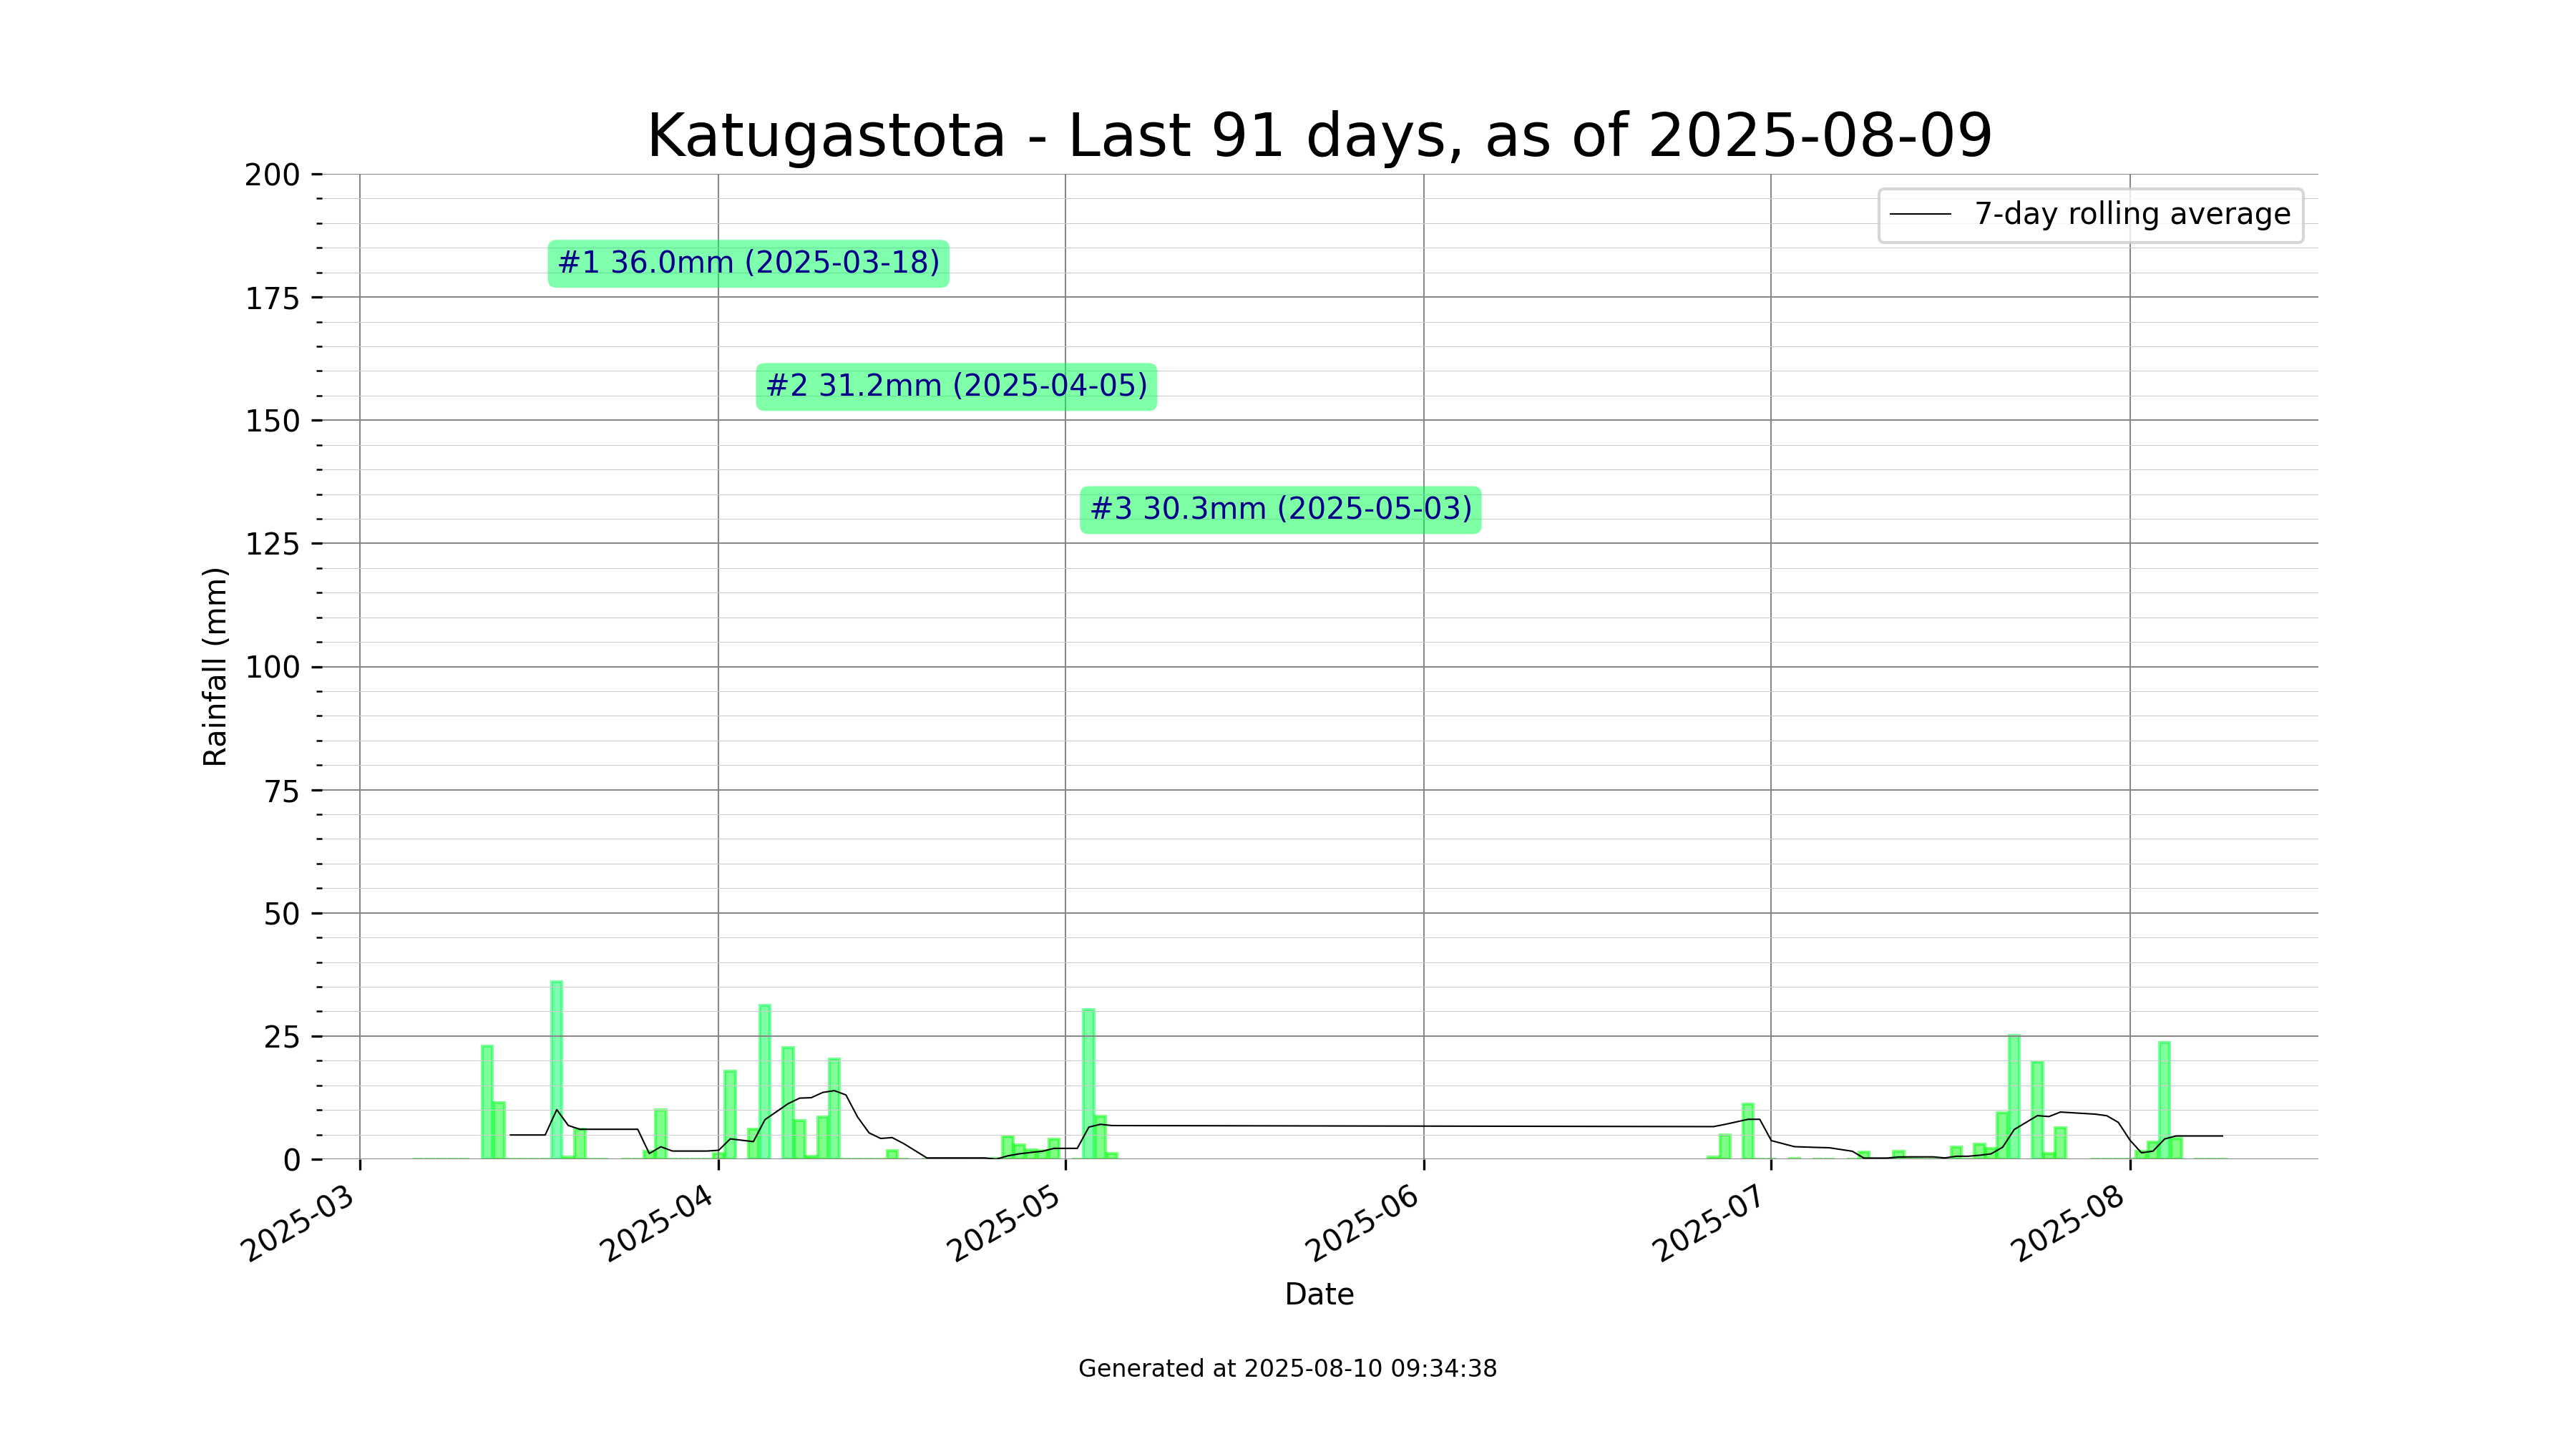 Katugastota - Last 91 days, as of 2025-08-09
7-day rolling average
#1 36.0mm (2025-03-18)
#2 31.2mm (2025-04-05)
#3 30.3mm (2025-05-03)
200
175
150
125
100
75
50
25
0
Rainfall (mm)
2025-03
2025-04
2025-05
2025-06
2025-07
2025-08
Date
Generated at 2025-08-10 09:34:38